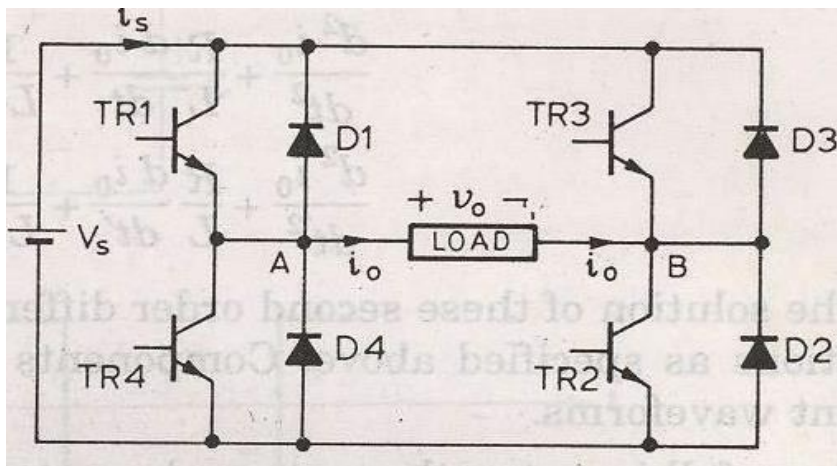 i_s
TR1
D1
TR3
D3
+ v_o -
V_s
A
i_o
LOAD
i_o
B
TR4
D4
TR2
D2